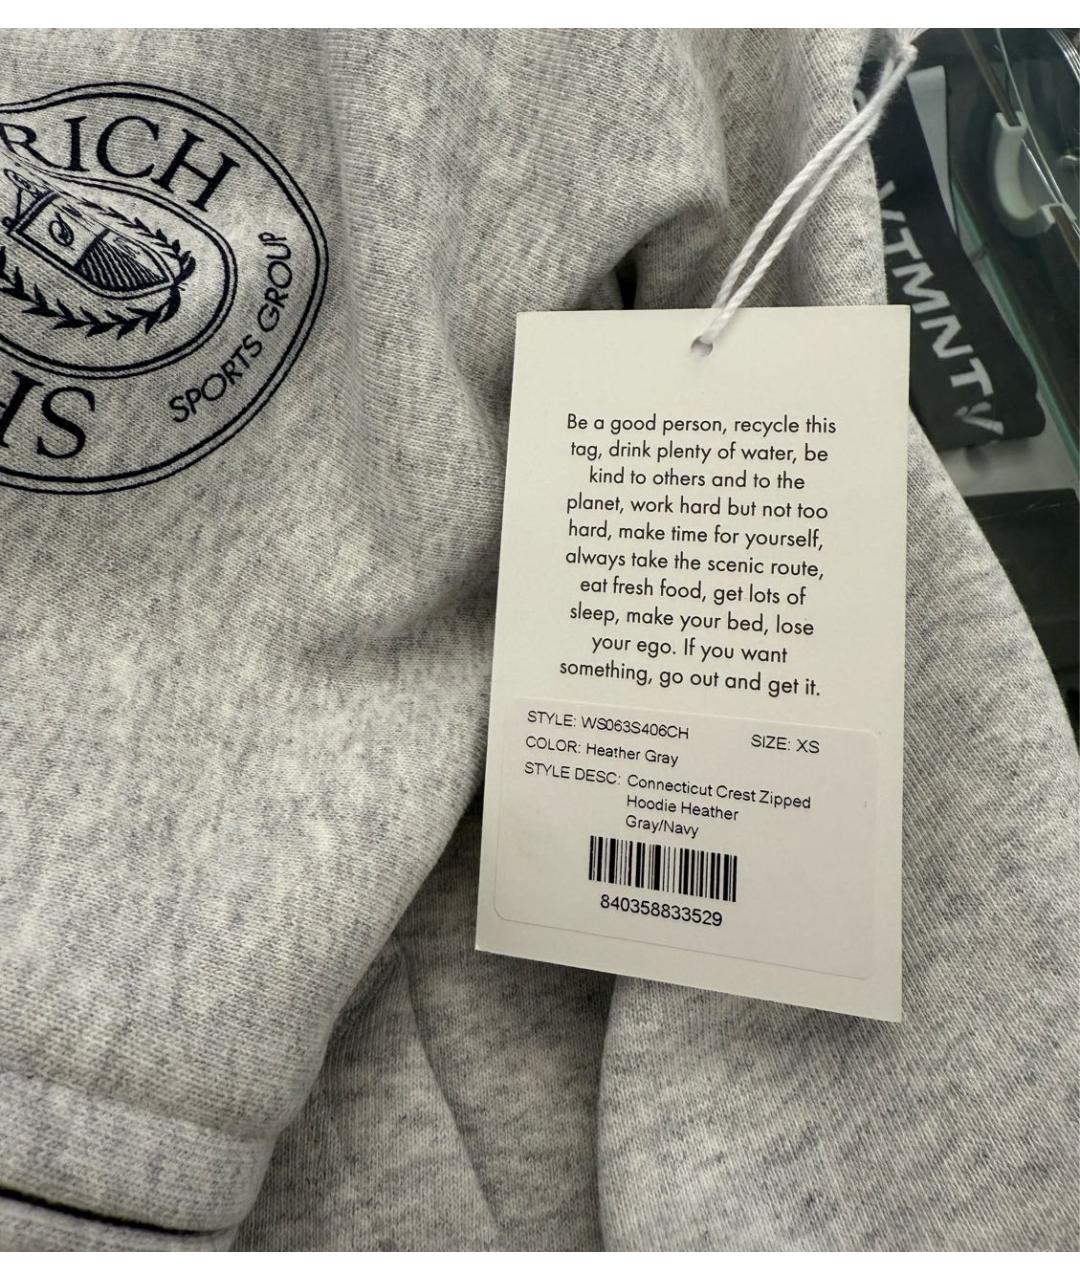 RICH
SPORTS GROUP
VTMNTS
Be a good person, recycle this
tag, drink plenty of water, be
kind to others and to the
planet, work hard but not too
hard, make time for yourself,
always take the scenic route,
eat fresh food, get lots of
sleep, make your bed, lose
your ego. If you want
something, go out and get it.
STYLE: WS063S406CH
SIZE: XS
COLOR: Heather Gray
STYLE DESC: Connecticut Crest Zipped
Hoodie Heather
Gray/Navy
840358833529